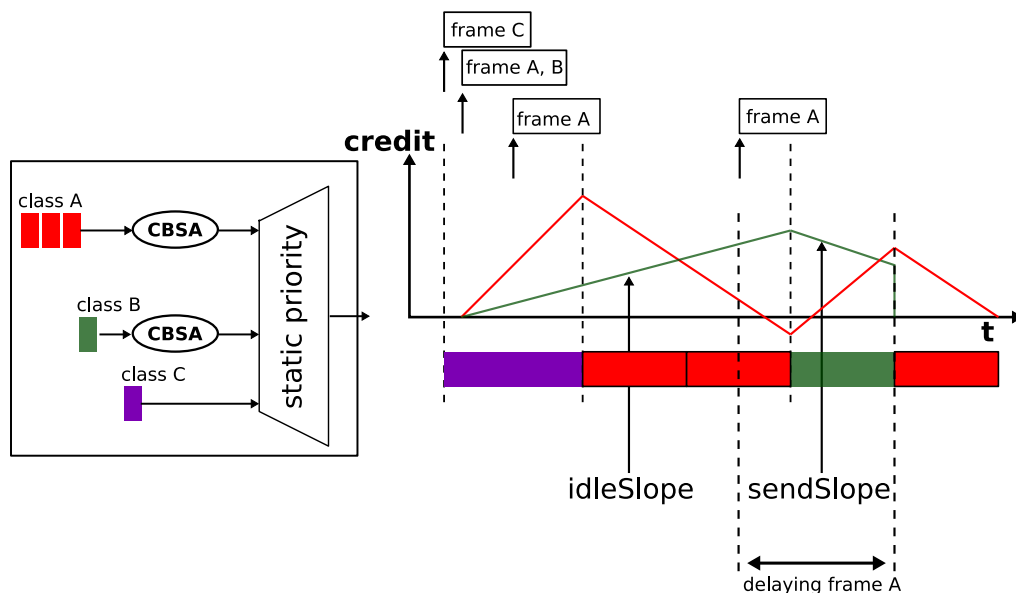 frame C
frame A, B
frame A
frame A
credit
class A
CBSA
class B
CBSA
class C
static priority
t
idleSlope
sendSlope
delaying frame A